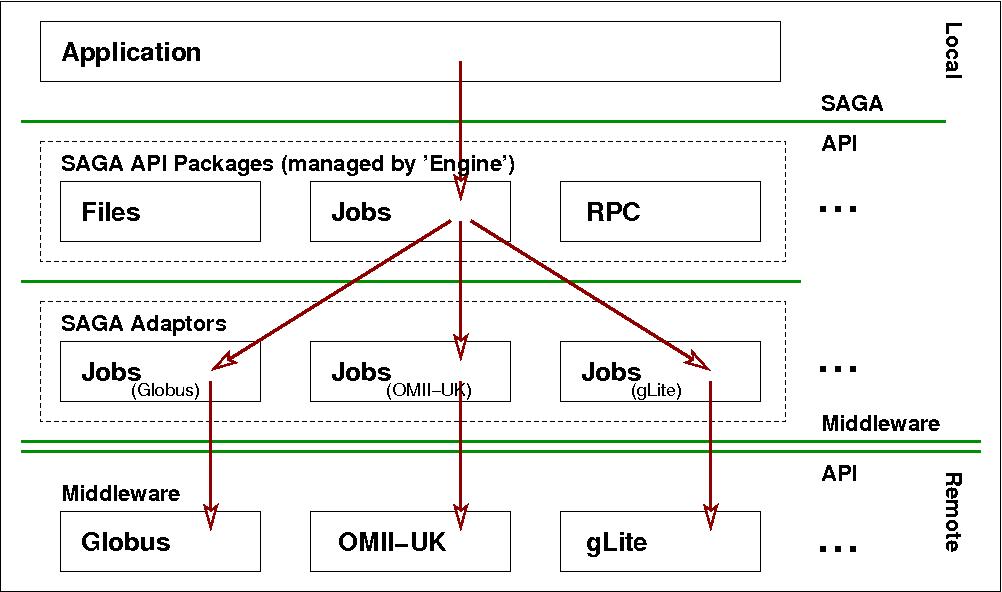 Application
Local
SAGA
API
SAGA API Packages (managed by ’Engine’)
Files
Jobs
RPC
...
SAGA Adaptors
Jobs
(Globus)
Jobs
(OMII–UK)
Jobs
(gLite)
...
Middleware
API
Remote
Middleware
Globus
OMII–UK
gLite
...